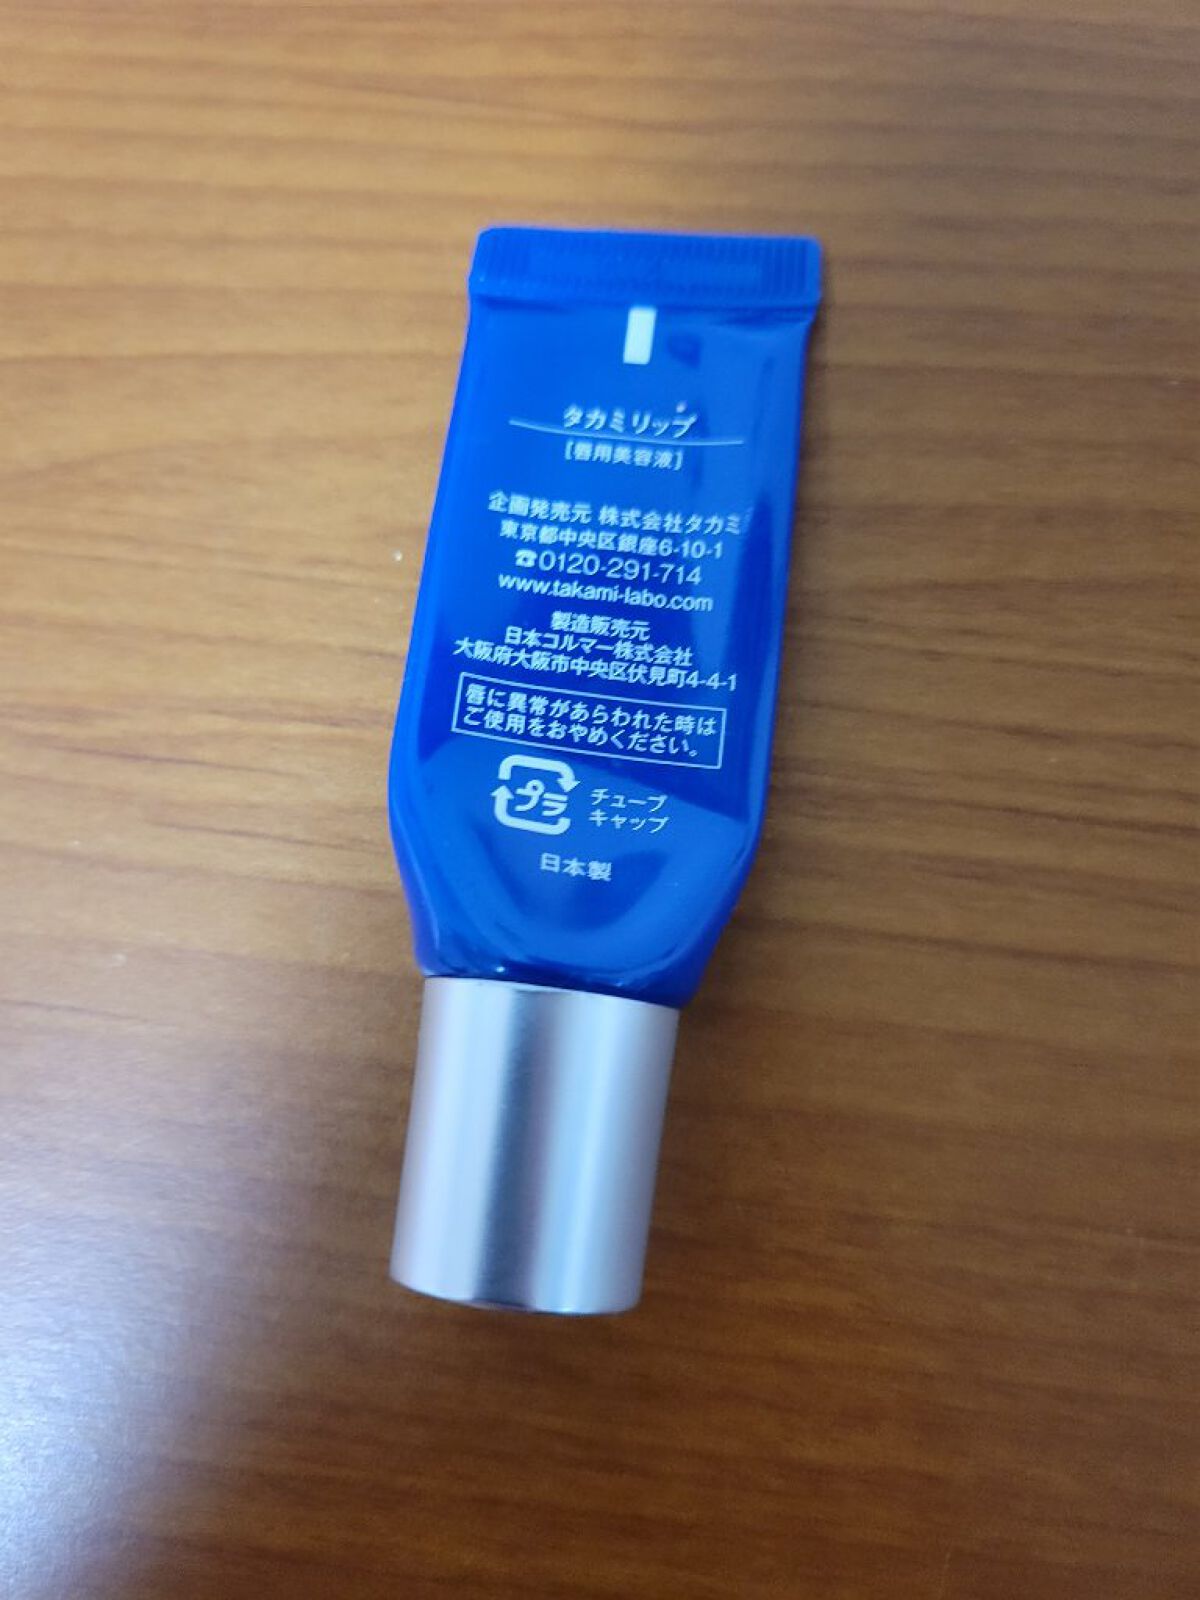 タカミリップ
[唇用美容液]
企画発売元 株式会社タカミ
東京都中央区銀座6-10-1
☎0120-291-714
www.takami-labo.com
製造販売元
日本コルマー株式会社
大阪府大阪市中央区伏見町4-4-1
唇に異常があらわれた時は
ご使用をおやめください。
プラ チューブ
キャップ
日本製